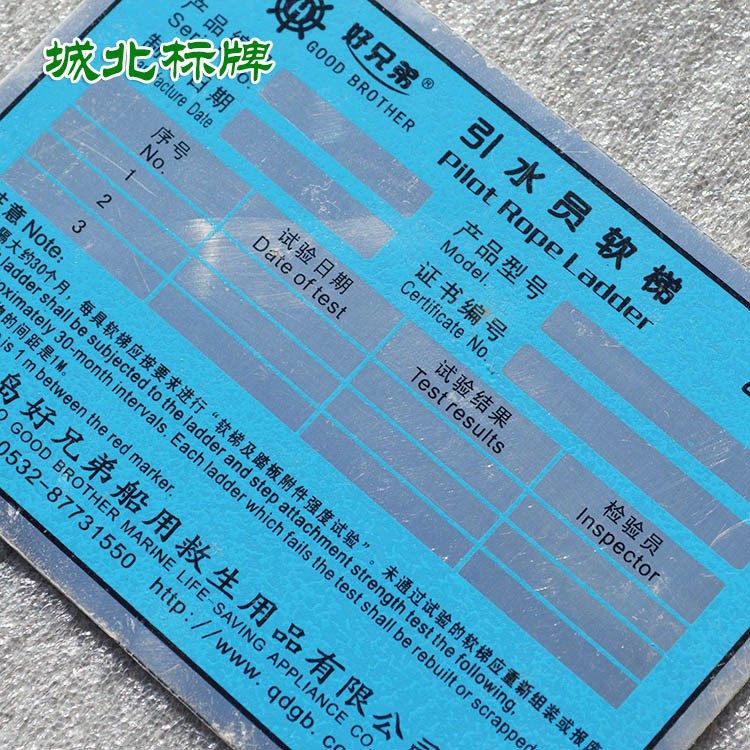 城北标牌
好兄弟®
GOOD BROTHER
引水员软梯
Pilot Rope Ladder
产品编
Seri No.:
制 日期
facture Date
产品型号
Model:
证书编号
Certificate No.:
序号
No.
试验日期
Date of test
试验结果
Test results
检验员
Inspector
1
2
3
注意 Note:
隔大约30个月，每具软梯应按要求进行“软梯及踏板附件强度试验”。未通过试验的软梯应重新组装或报废
ladder shall be subjected to the ladder and step attachment strength test the following.
roximately 30-month intervals. Each ladder which fails the test shall be rebuilt or scrapped
的间距是1M。
e is 1 m between the red marker.
岛好兄弟船用救生用品有限公司
O GOOD BROTHER MARINE LIFE SAVING APPLIANCE CO.
0532-87731550 http://www.qdgb.c